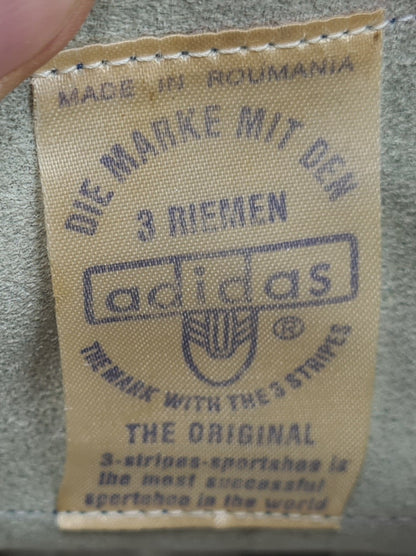 MADE IN ROUMANIA
DIE MARKE MIT DEN
3 RIEMEN
adidas
®
THE MARK WITH THE 3 STRIPES
THE ORIGINAL
3-stripes-sportshoe is
the most successful
sportshoe in the world